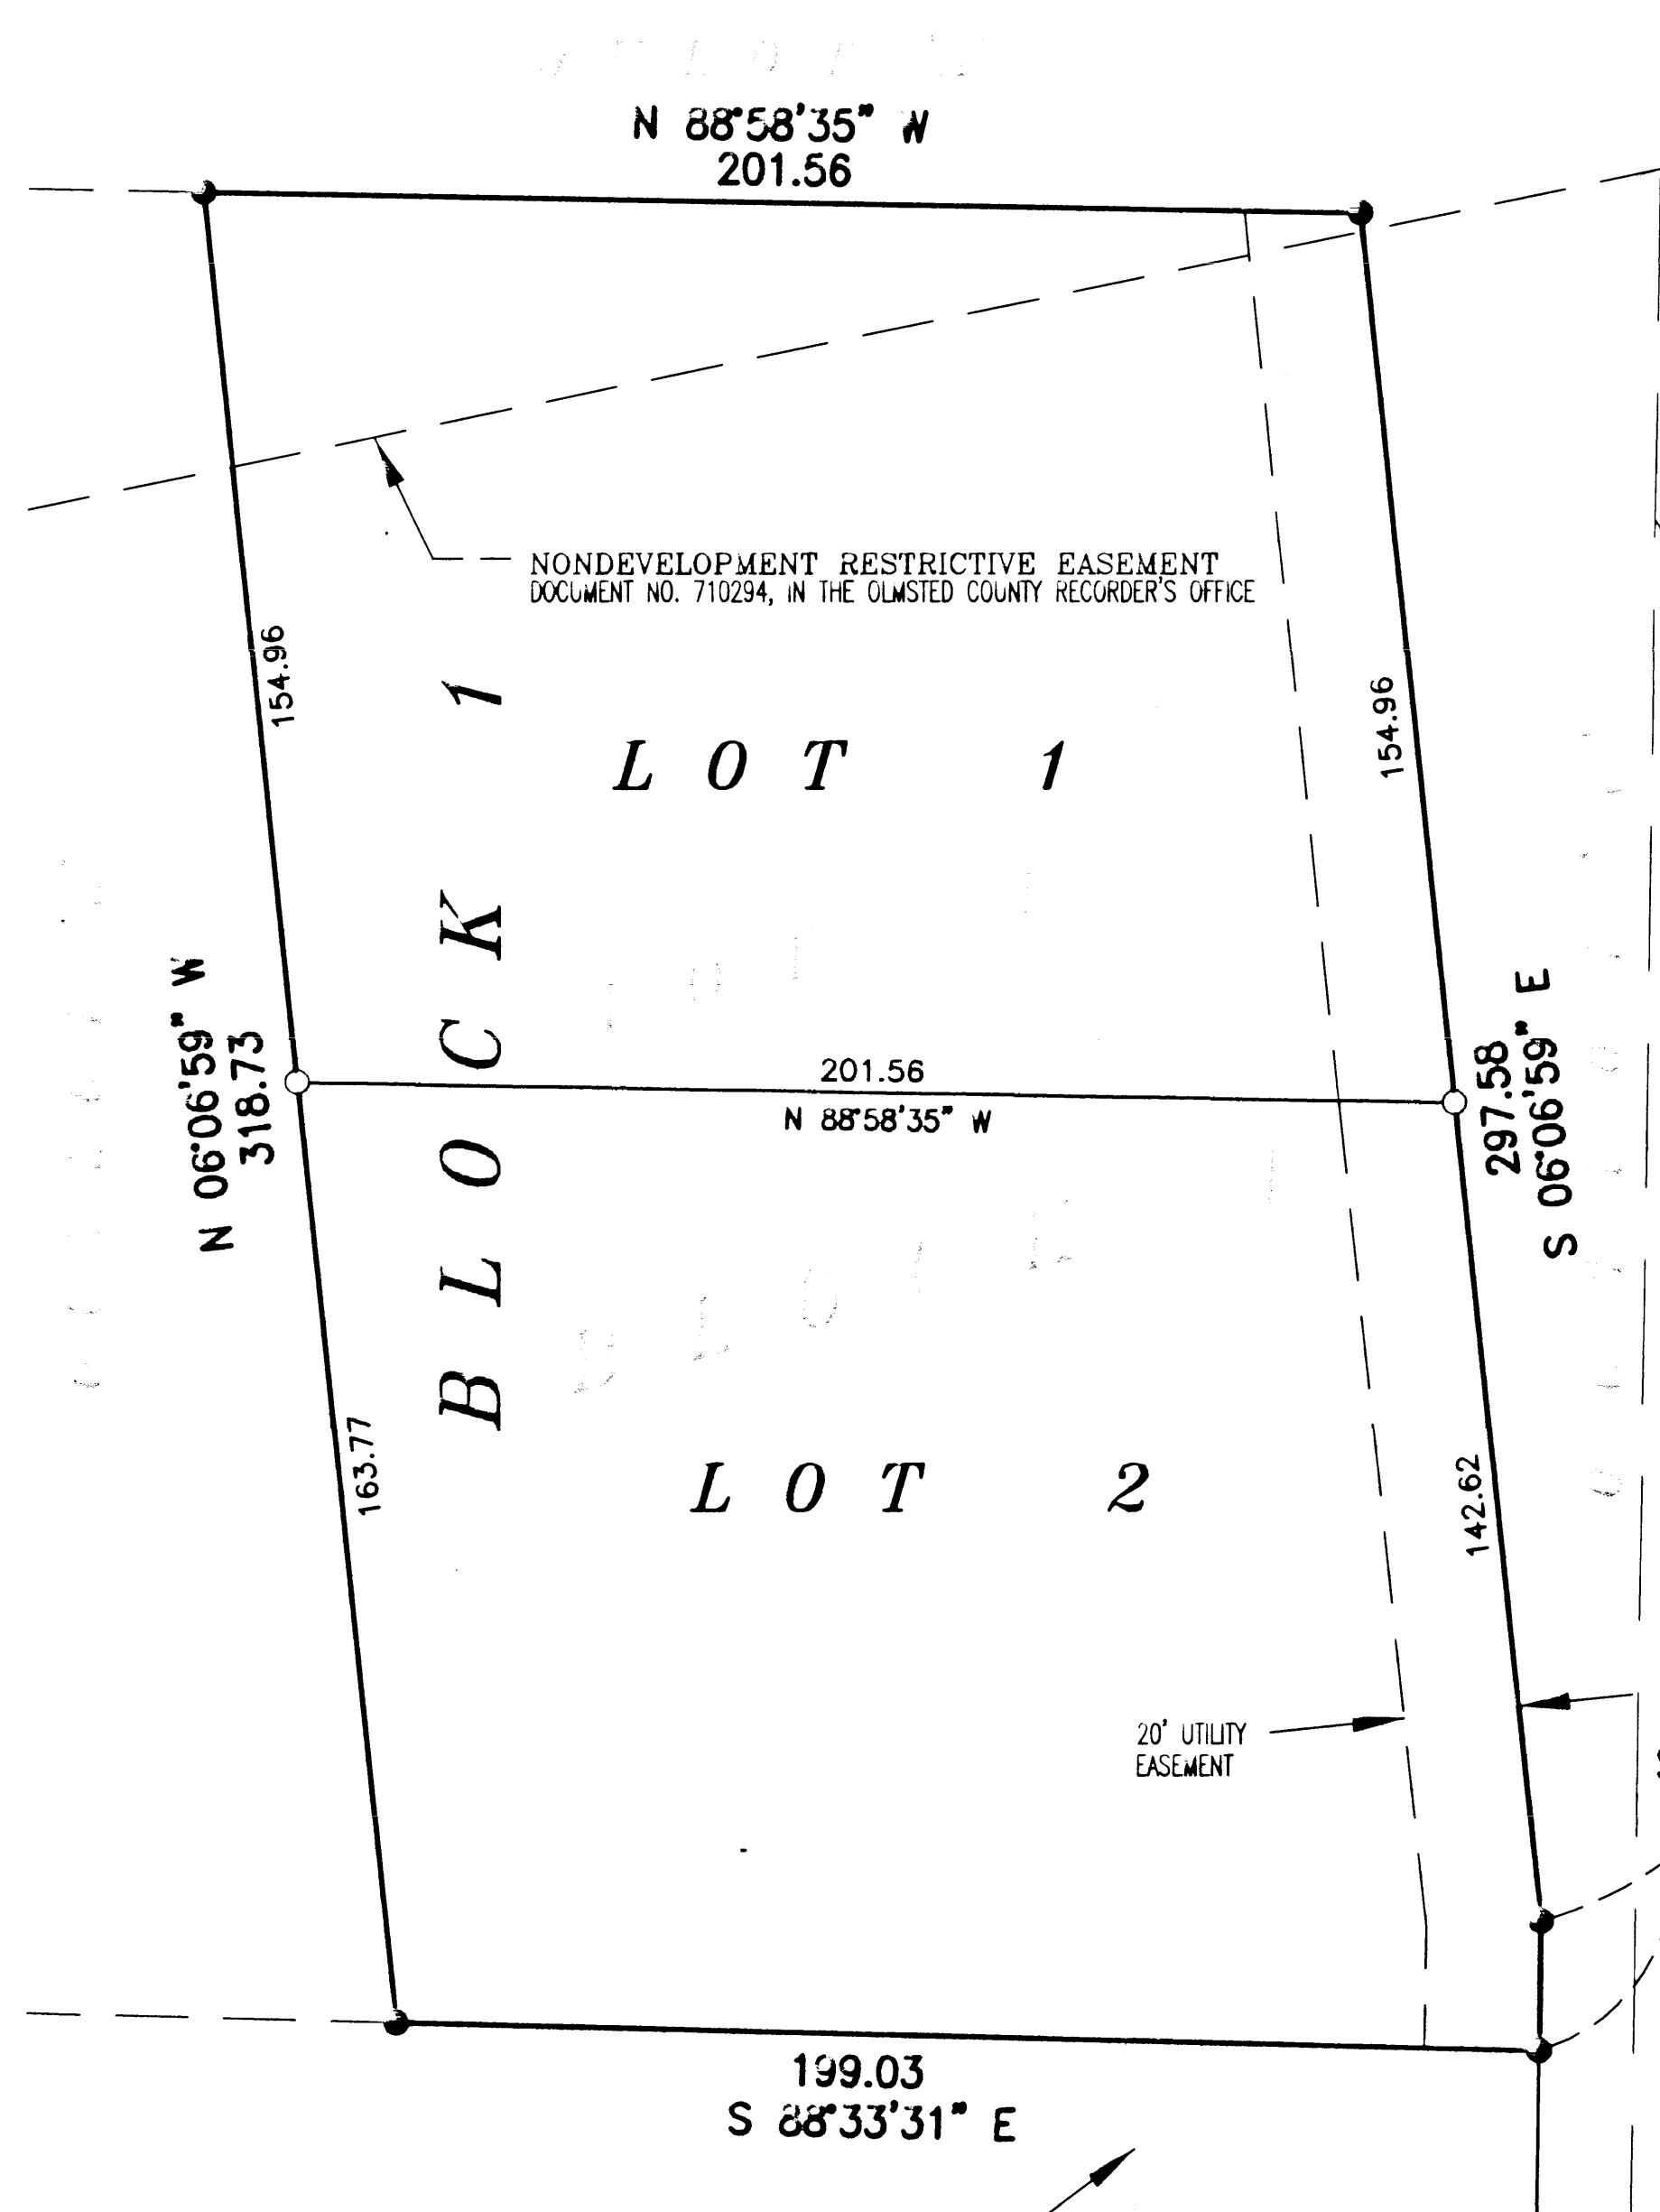 N 88°58'35" W
201.56
NONDEVELOPMENT RESTRICTIVE EASEMENT
DOCUMENT NO. 710294, IN THE OLMSTED COUNTY RECORDER'S OFFICE
154.96
BLOCK 1
LOT 1
154.96
N 06°06'59" W
318.73
201.56
N 88°58'35" W
297.58
S 06°06'59" E
163.77
LOT 2
142.62
20' UTILITY
EASEMENT
199.03
S 88°33'31" E